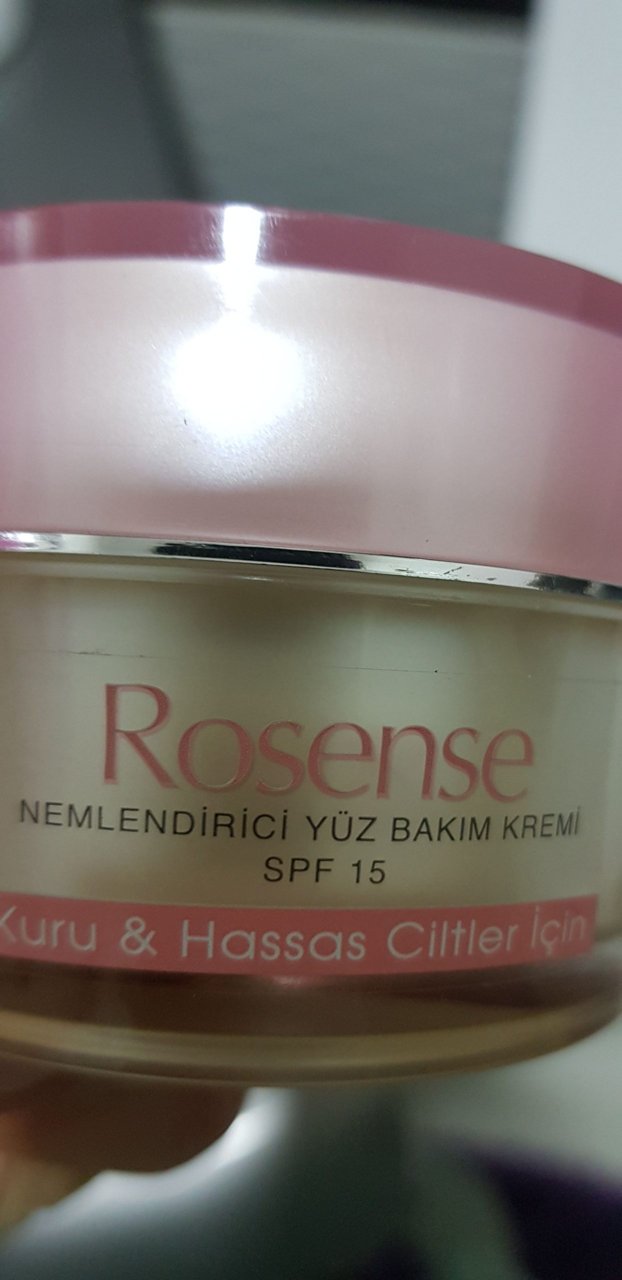 Rosense
NEMLENDİRİCİ YÜZ BAKIM KREMİ
SPF 15
Kuru & Hassas Ciltler İçin